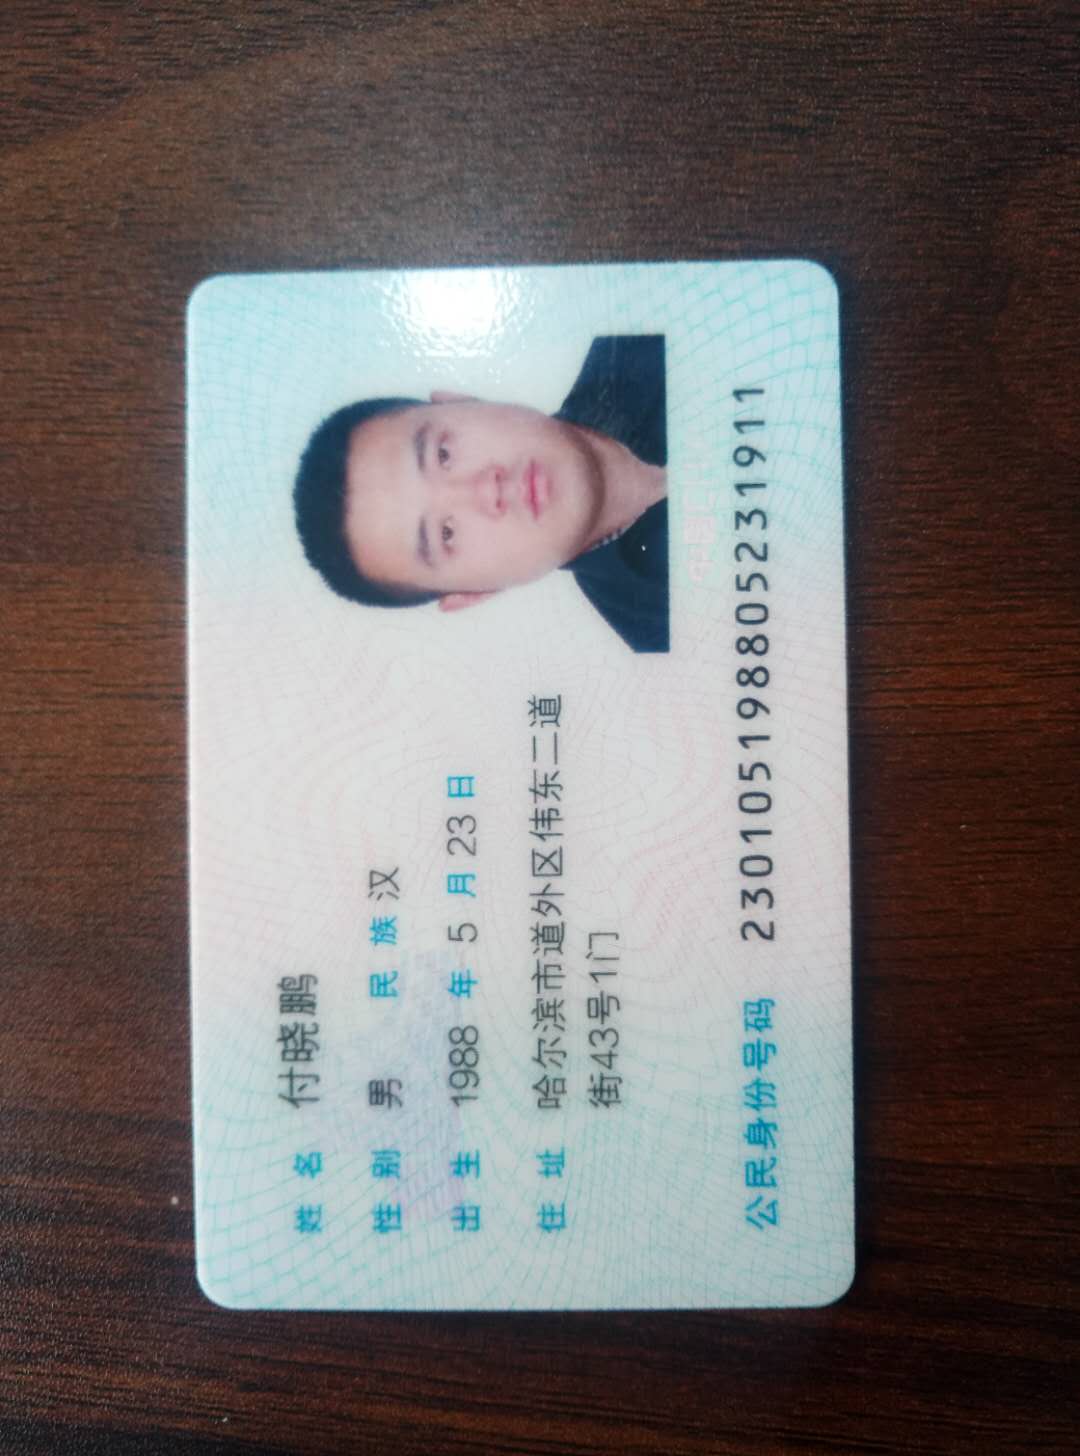 姓名 付晓鹏
性别 男 民族 汉
出生 1988 年 5 月 23 日
住址 哈尔滨市道外区伟东二道
街43号1门
公民身份号码 230105198805231911